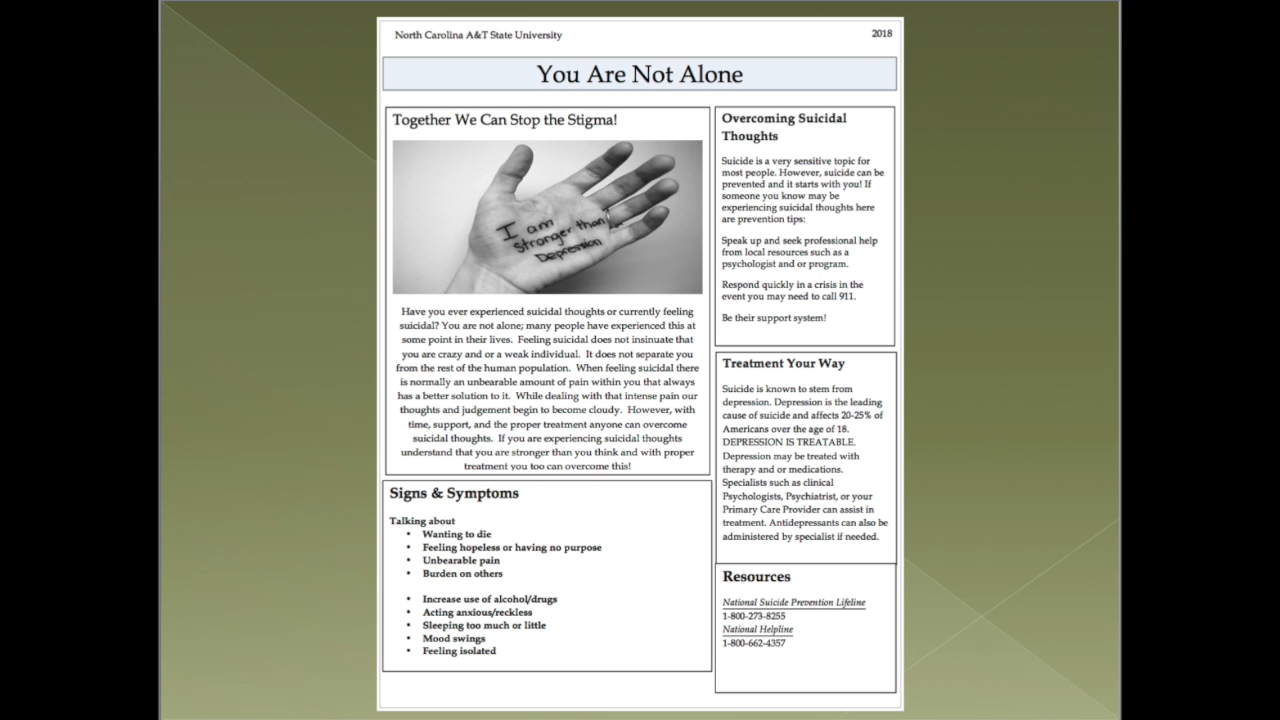 North Carolina A&T State University
2018
You Are Not Alone
Together We Can Stop the Stigma!
I am
Stronger than
Depression
Have you ever experienced suicidal thoughts or currently feeling
suicidal? You are not alone; many people have experienced this at
some point in their lives. Feeling suicidal does not insinuate that
you are crazy and or a weak individual. It does not separate you
from the rest of the human population. When feeling suicidal there
is normally an unbearable amount of pain within you that always
has a better solution to it. While dealing with that intense pain our
thoughts and judgement begin to become cloudy. However, with
time, support, and the proper treatment anyone can overcome
suicidal thoughts. If you are experiencing suicidal thoughts
understand that you are stronger than you think and with proper
treatment you too can overcome this!
Signs & Symptoms
Talking about
• Wanting to die
• Feeling hopeless or having no purpose
• Unbearable pain
• Burden on others
• Increase use of alcohol/drugs
• Acting anxious/reckless
• Sleeping too much or little
• Mood swings
• Feeling isolated
Overcoming Suicidal
Thoughts
Suicide is a very sensitive topic for
most people. However, suicide can be
prevented and it starts with you! If
someone you know may be
experiencing suicidal thoughts here
are prevention tips:
Speak up and seek professional help
from local resources such as a
psychologist and or program.
Respond quickly in a crisis in the
event you may need to call 911.
Be their support system!
Treatment Your Way
Suicide is known to stem from
depression. Depression is the leading
cause of suicide and affects 20-25% of
Americans over the age of 18.
DEPRESSION IS TREATABLE.
Depression may be treated with
therapy and or medications.
Specialists such as clinical
Psychologists, Psychiatrist, or your
Primary Care Provider can assist in
treatment. Antidepressants can also be
administered by specialist if needed.
Resources
National Suicide Prevention Lifeline
1-800-273-8255
National Helpline
1-800-662-4357